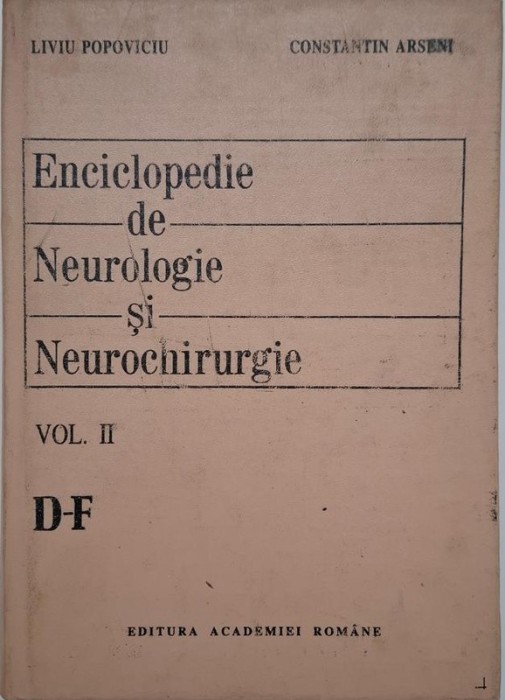 LIVIU POPOVICIU CONSTANTIN ARSENI
Enciclopedie
de
Neurologie
și
Neurochirurgie
VOL. II
D-F
EDITURA ACADEMIEI ROMÂNE